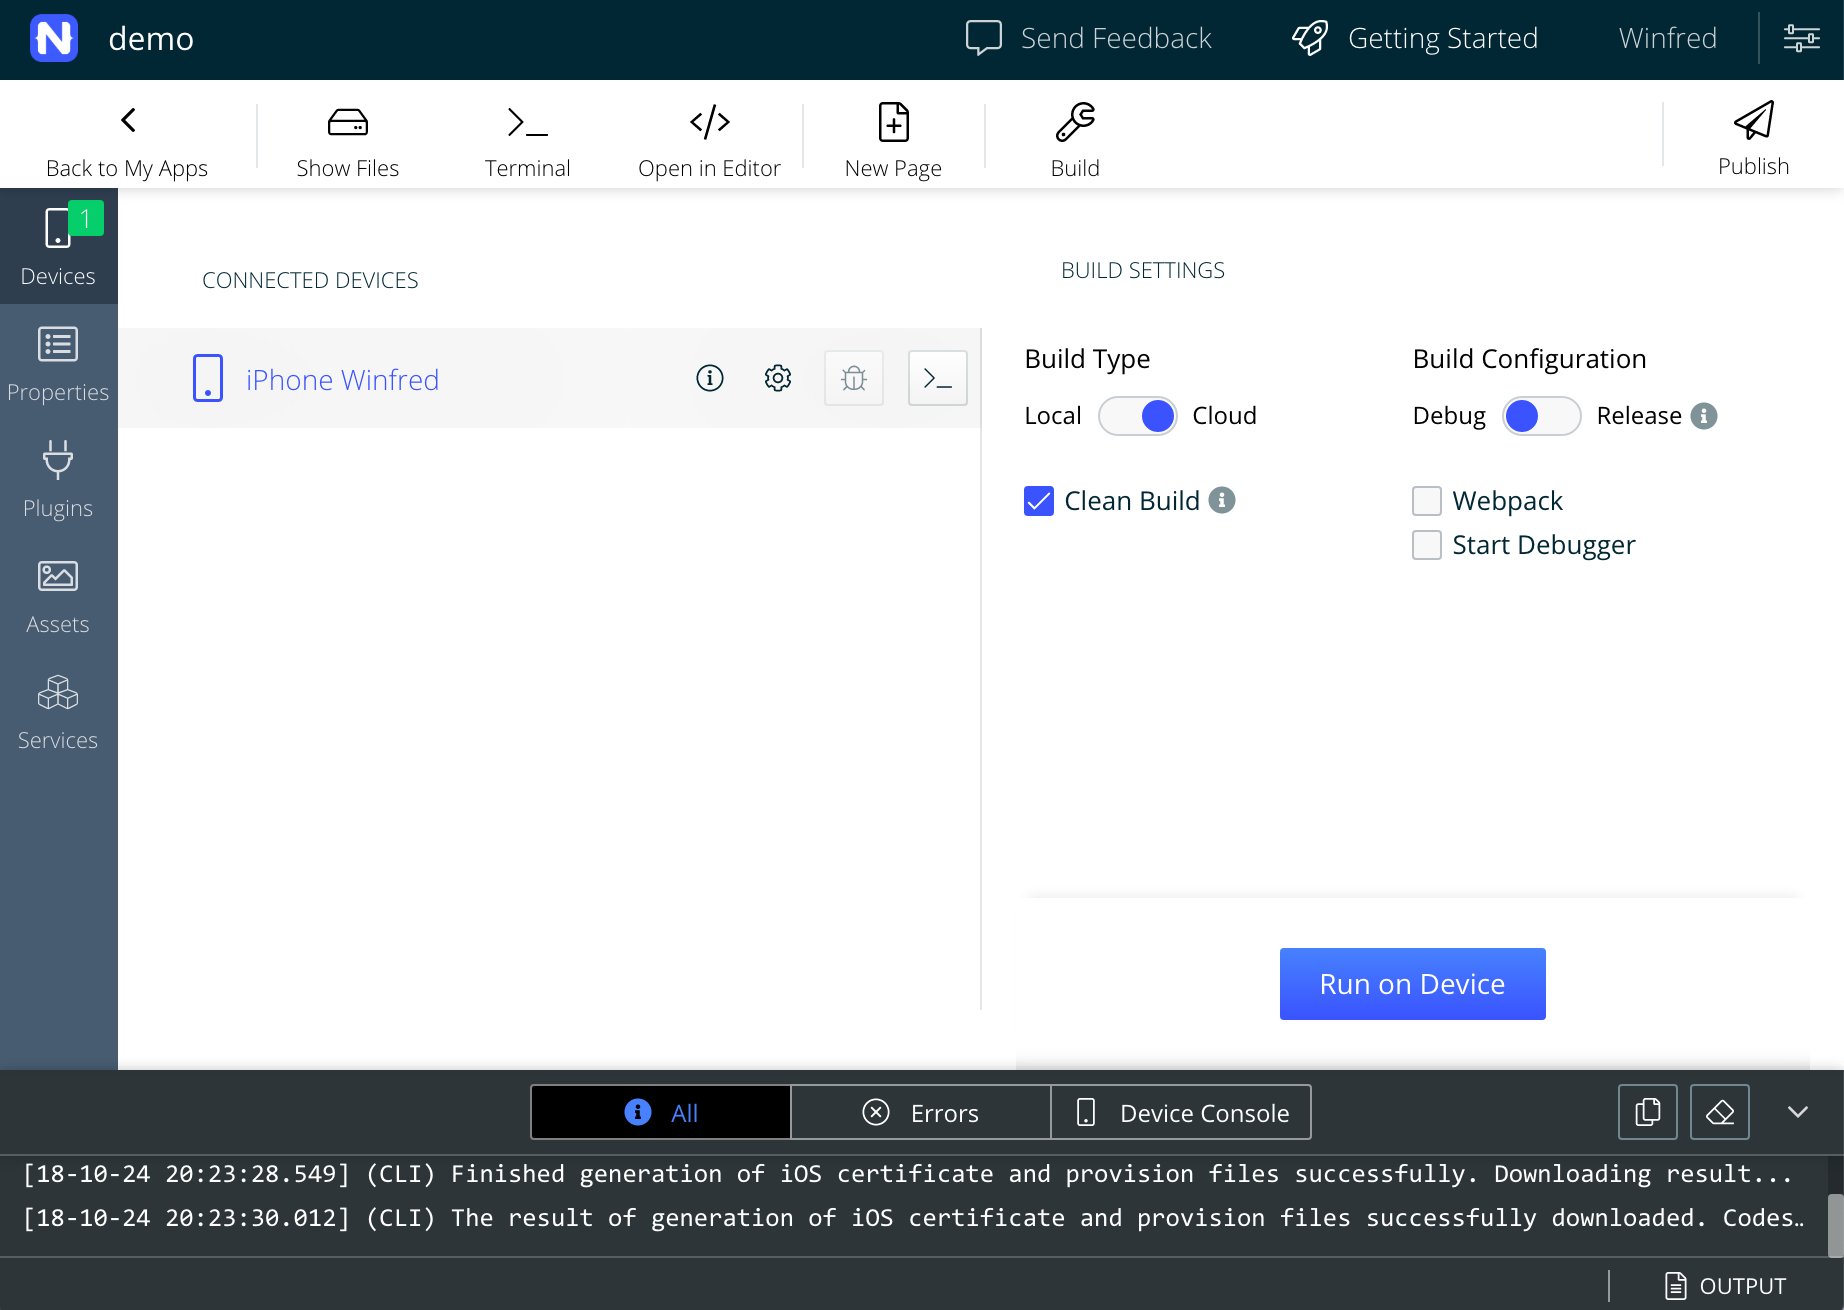 N demo Send Feedback Getting Started Winfred
Back to My Apps Show Files Terminal Open in Editor New Page Build Publish
1
Devices
Properties
Plugins
Assets
Services
CONNECTED DEVICES
iPhone Winfred
BUILD SETTINGS
Build Type Build Configuration
Local Cloud Debug Release
Clean Build Webpack
Start Debugger
Run on Device
All Errors Device Console
[18-10-24 20:23:28.549] (CLI) Finished generation of iOS certificate and provision files successfully. Downloading result...
[18-10-24 20:23:30.012] (CLI) The result of generation of iOS certificate and provision files successfully downloaded. Codes…
OUTPUT